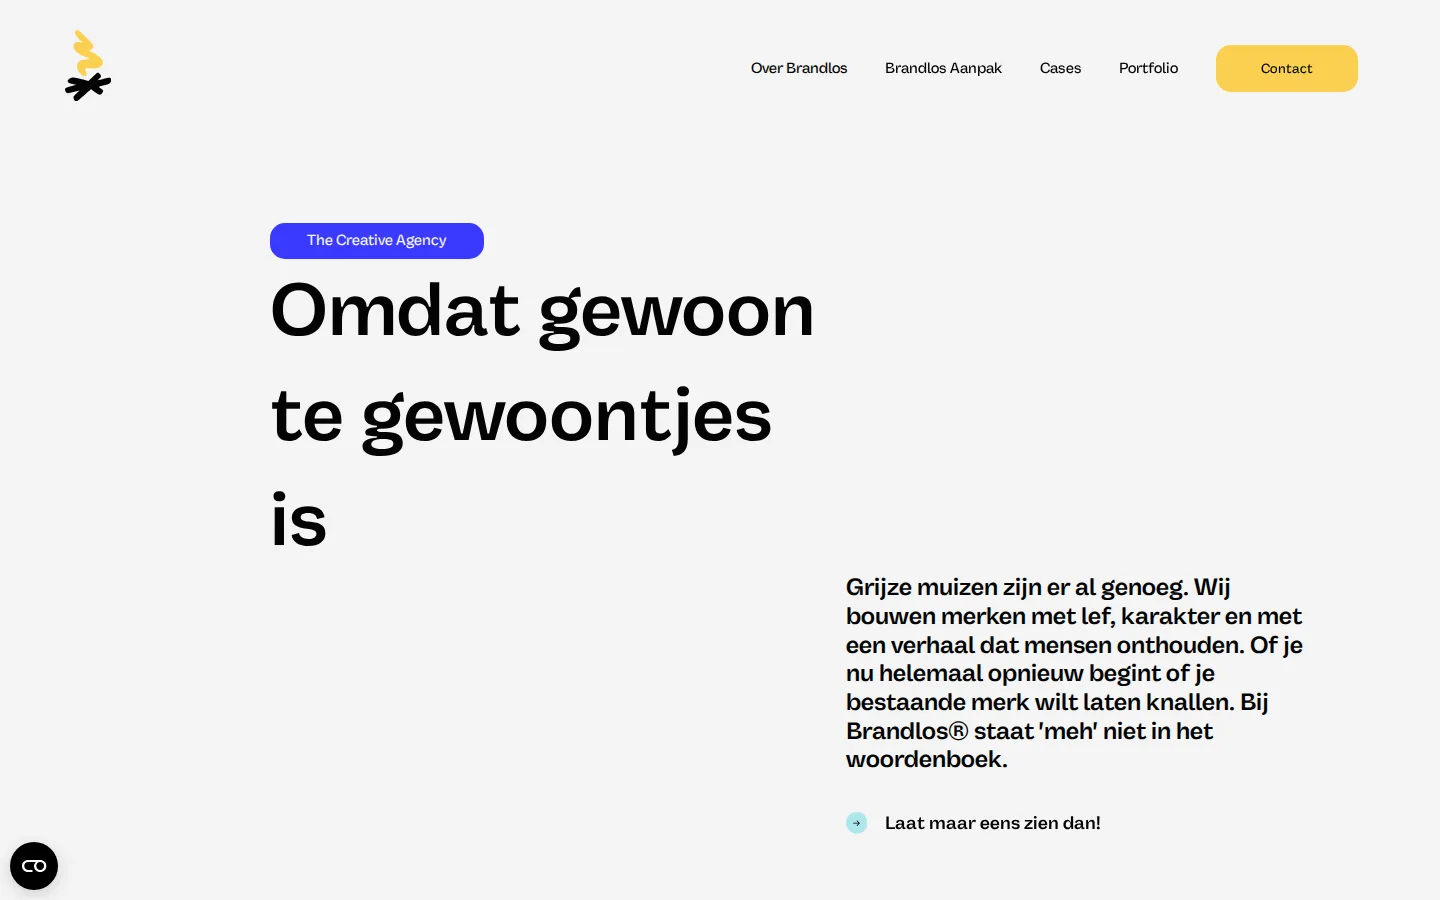 Over Brandlos
Brandlos Aanpak
Cases
Portfolio
Contact
The Creative Agency
Omdat gewoon
te gewoontjes
is
Grijze muizen zijn er al genoeg. Wij
bouwen merken met lef, karakter en met
een verhaal dat mensen onthouden. Of je
nu helemaal opnieuw begint of je
bestaande merk wilt laten knallen. Bij
Brandlos® staat 'meh' niet in het
woordenboek.
Laat maar eens zien dan!